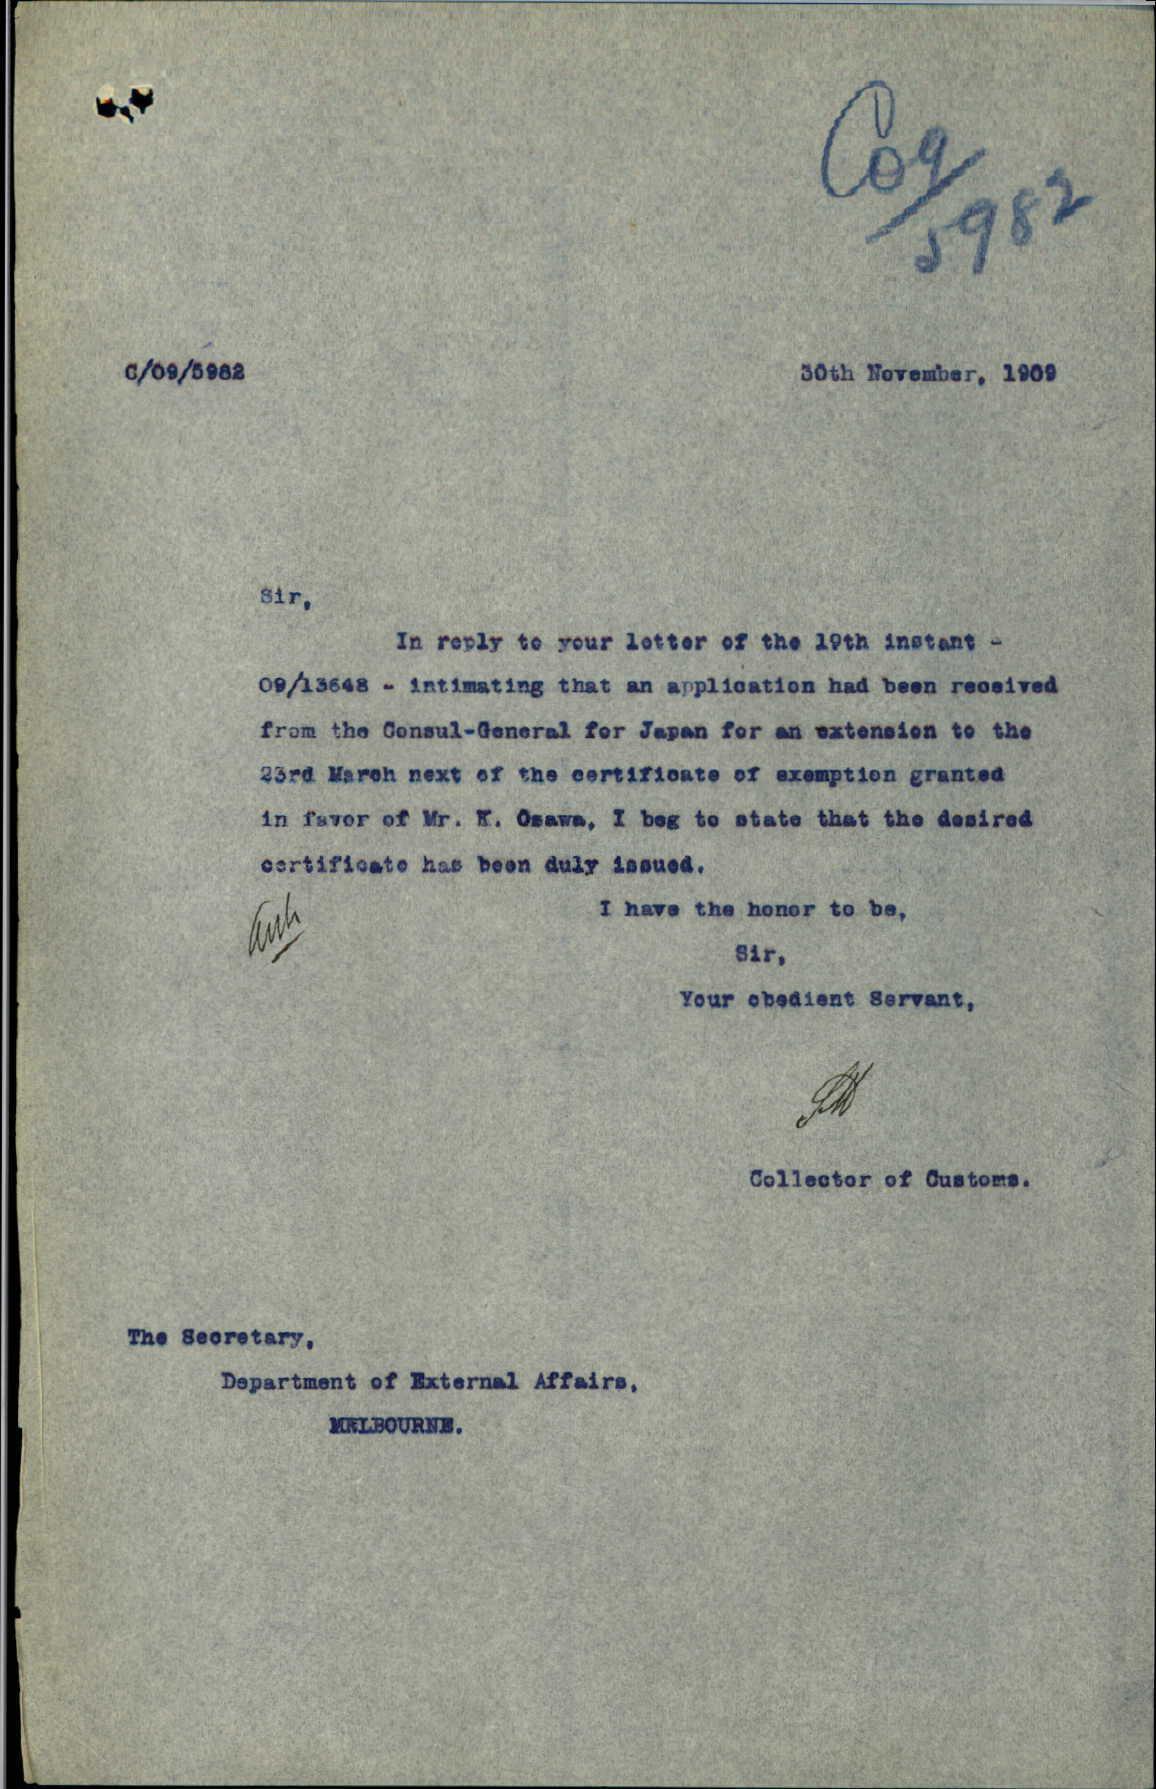 C09/
5982
C/09/5982
30th November, 1909
Sir,
In reply to your letter of the 19th instant -
09/13648 - intimating that an application had been received
from the Consul-General for Japan for an extension to the
23rd March next of the certificate of exemption granted
in favor of Mr. K. Osawa, I beg to state that the desired
certificate has been duly issued.
I have the honor to be,
Sir,
Your obedient Servant,
Collector of Customs.
The Secretary,
Department of External Affairs,
MELBOURNE.